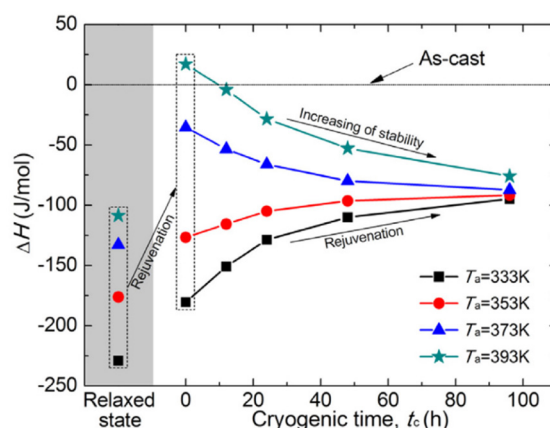 50
0
-50
-100
-150
-200
-250
ΔH (J/mol)
As-cast
Increasing of stability
Rejuvenation
Rejuvenation
Tₐ=333K
Tₐ=353K
Tₐ=373K
Tₐ=393K
Relaxed
state
0 20 40 60 80 100
Cryogenic time, t꜀ (h)